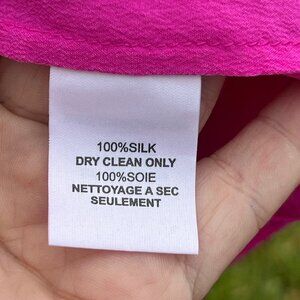 100%SILK
DRY CLEAN ONLY
100%SOIE
NETTOYAGE A SEC
SEULEMENT